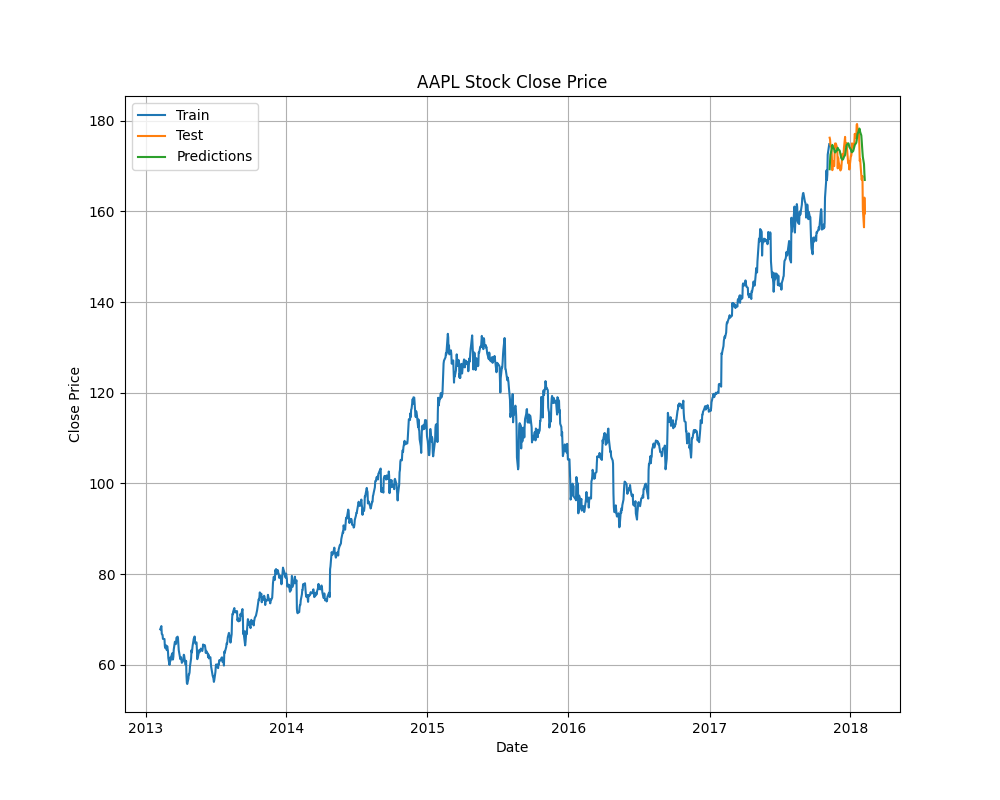 AAPL Stock Close Price
Train
Test
Predictions
180
160
140
120
100
80
60
Close Price
2013 2014 2015 2016 2017 2018
Date